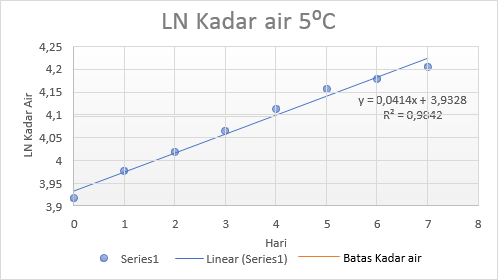 LN Kadar air 5⁰C
4,25
4,2
4,15
4,1
4,05
4
3,95
3,9
LN Kadar Air
y = 0,0414x + 3,9328
R² = 0,9842
0 1 2 3 4 5 6 7 8
Hari
Series1 Linear (Series1) Batas Kadar air